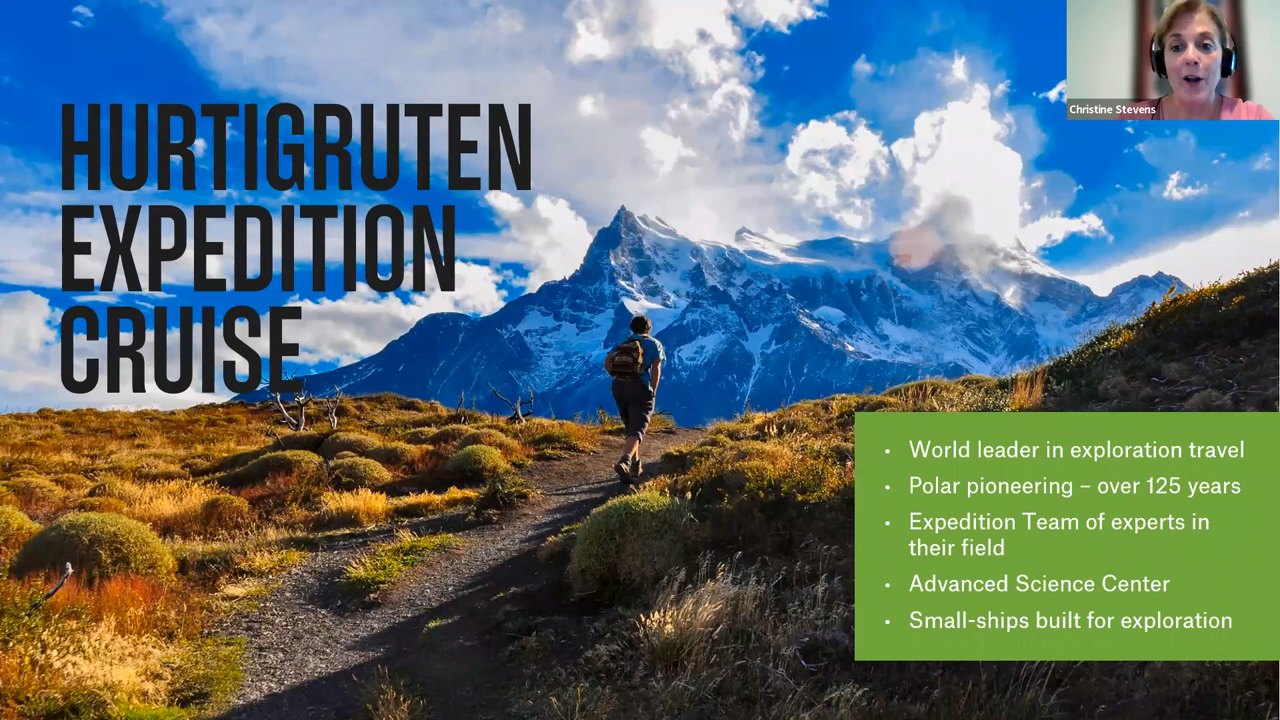 HURTIGRUTEN
EXPEDITION
CRUISE
Christine Stevens
• World leader in exploration travel
• Polar pioneering – over 125 years
• Expedition Team of experts in
their field
• Advanced Science Center
• Small-ships built for exploration